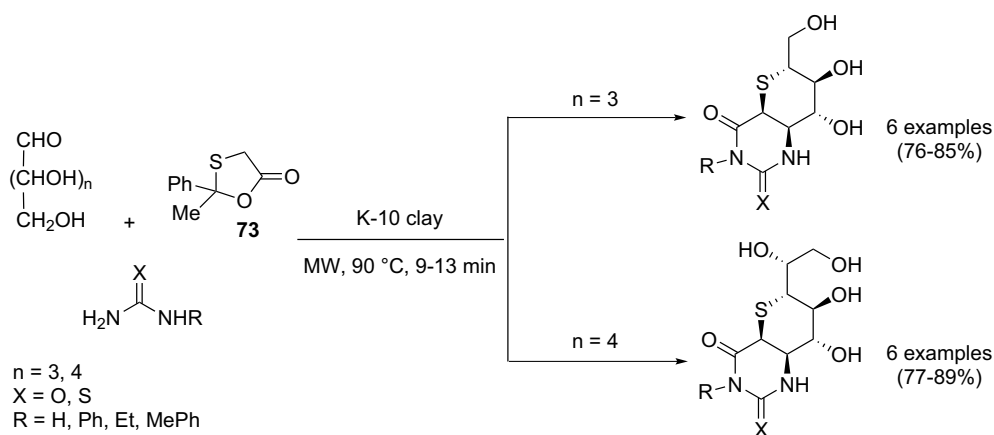 CHO
(CHOH)n
CH2OH
+
S
O
Ph
O
Me
73
X
H2N
NHR
n = 3, 4
X = O, S
R = H, Ph, Et, MePh
K-10 clay
MW, 90 °C, 9-13 min
n = 3
OH
S
OH
O
OH
R
N
NH
X
6 examples
(76-85%)
n = 4
HO
OH
S
OH
O
OH
R
N
NH
X
6 examples
(77-89%)